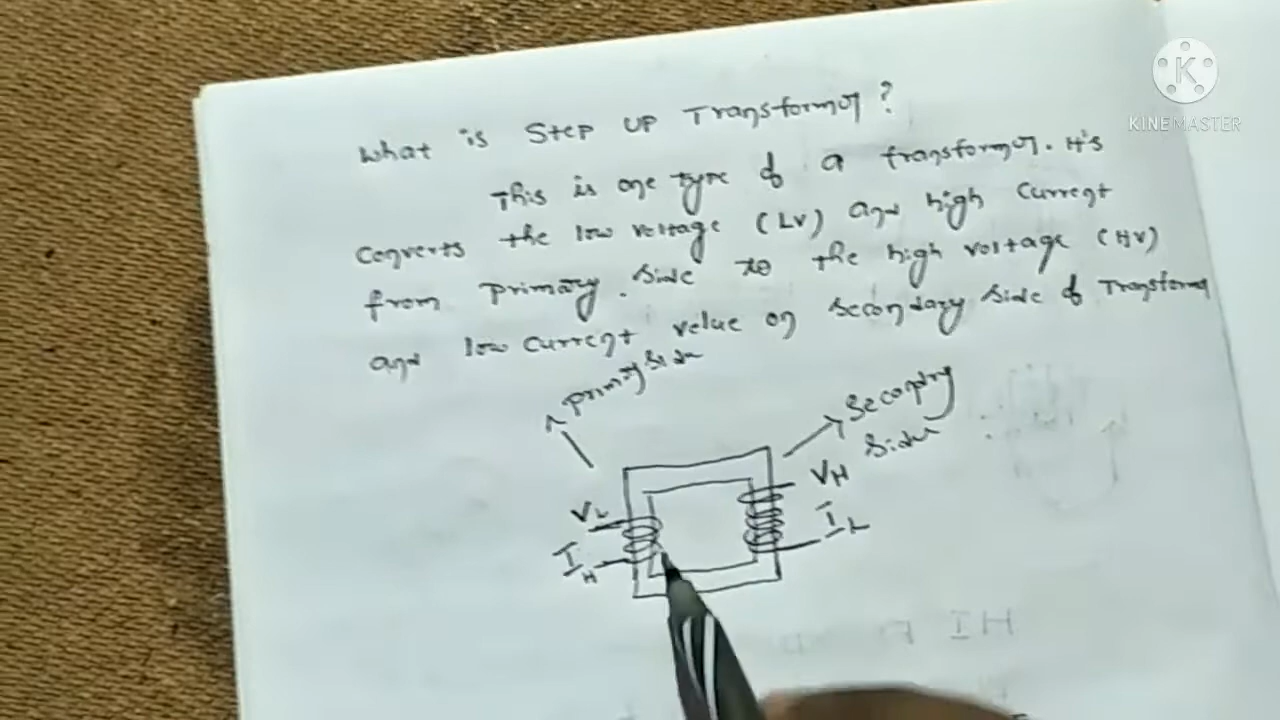 What is Step UP Transformer?
This is one type of a transformer. It's
converts the low voltage (LV) and high current
from primary side to the high voltage (HV)
and low current value on secondary side of Transformer
primary side
Secondry
Side
VL
IH
VH
IL
K
KINEMASTER